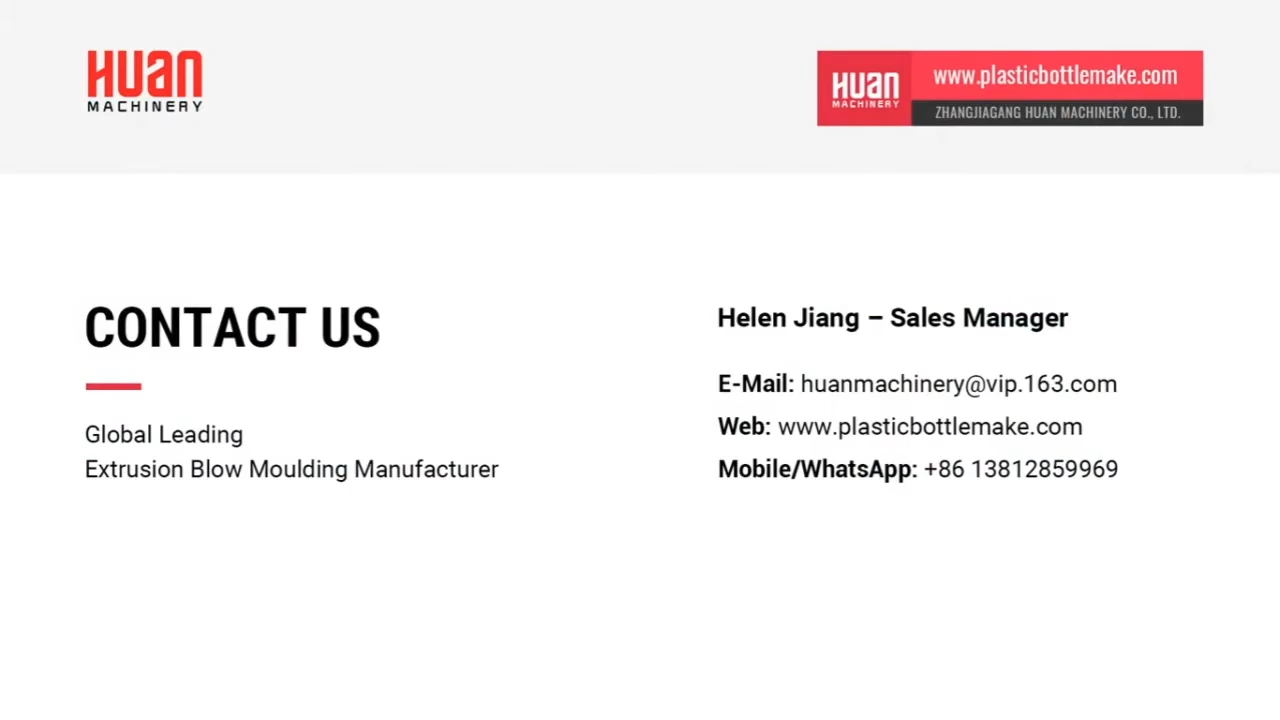 HUAN
MACHINERY
HUAN
MACHINERY
www.plasticbottlemake.com
ZHANGJIAGANG HUAN MACHINERY CO., LTD.
CONTACT US
Global Leading
Extrusion Blow Moulding Manufacturer
Helen Jiang – Sales Manager
E-Mail: huanmachinery@vip.163.com
Web: www.plasticbottlemake.com
Mobile/WhatsApp: +86 13812859969